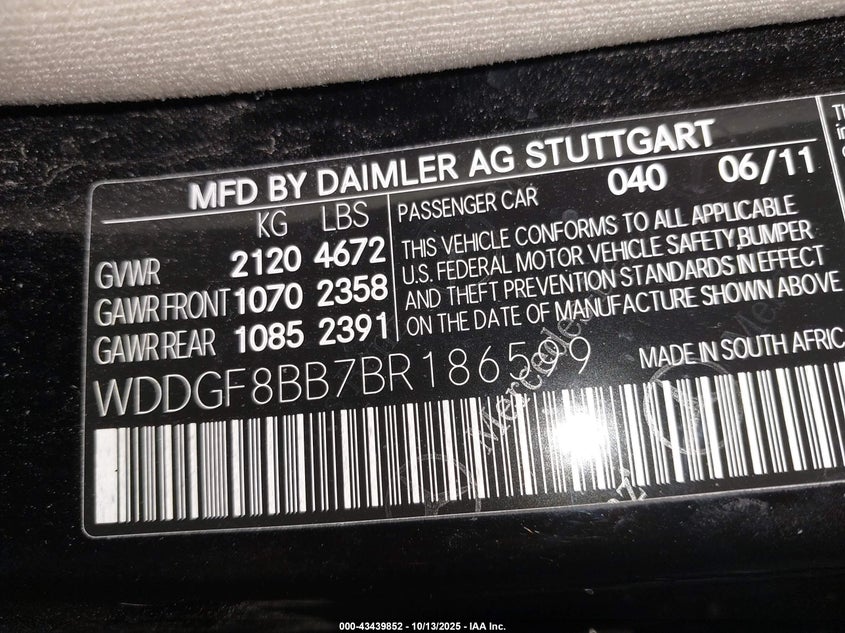 MFD BY DAIMLER AG STUTTGART
KG LBS
GVWR 2120 4672
GAWR FRONT 1070 2358
GAWR REAR 1085 2391
PASSENGER CAR 040 06/11
THIS VEHICLE CONFORMS TO ALL APPLICABLE
U.S. FEDERAL MOTOR VEHICLE SAFETY, BUMPER
AND THEFT PREVENTION STANDARDS IN EFFECT
ON THE DATE OF MANUFACTURE SHOWN ABOVE
WDDGF8BB7BR186599
MADE IN SOUTH AFRIC
000-43439852 - 10/13/2025 - IAA Inc.